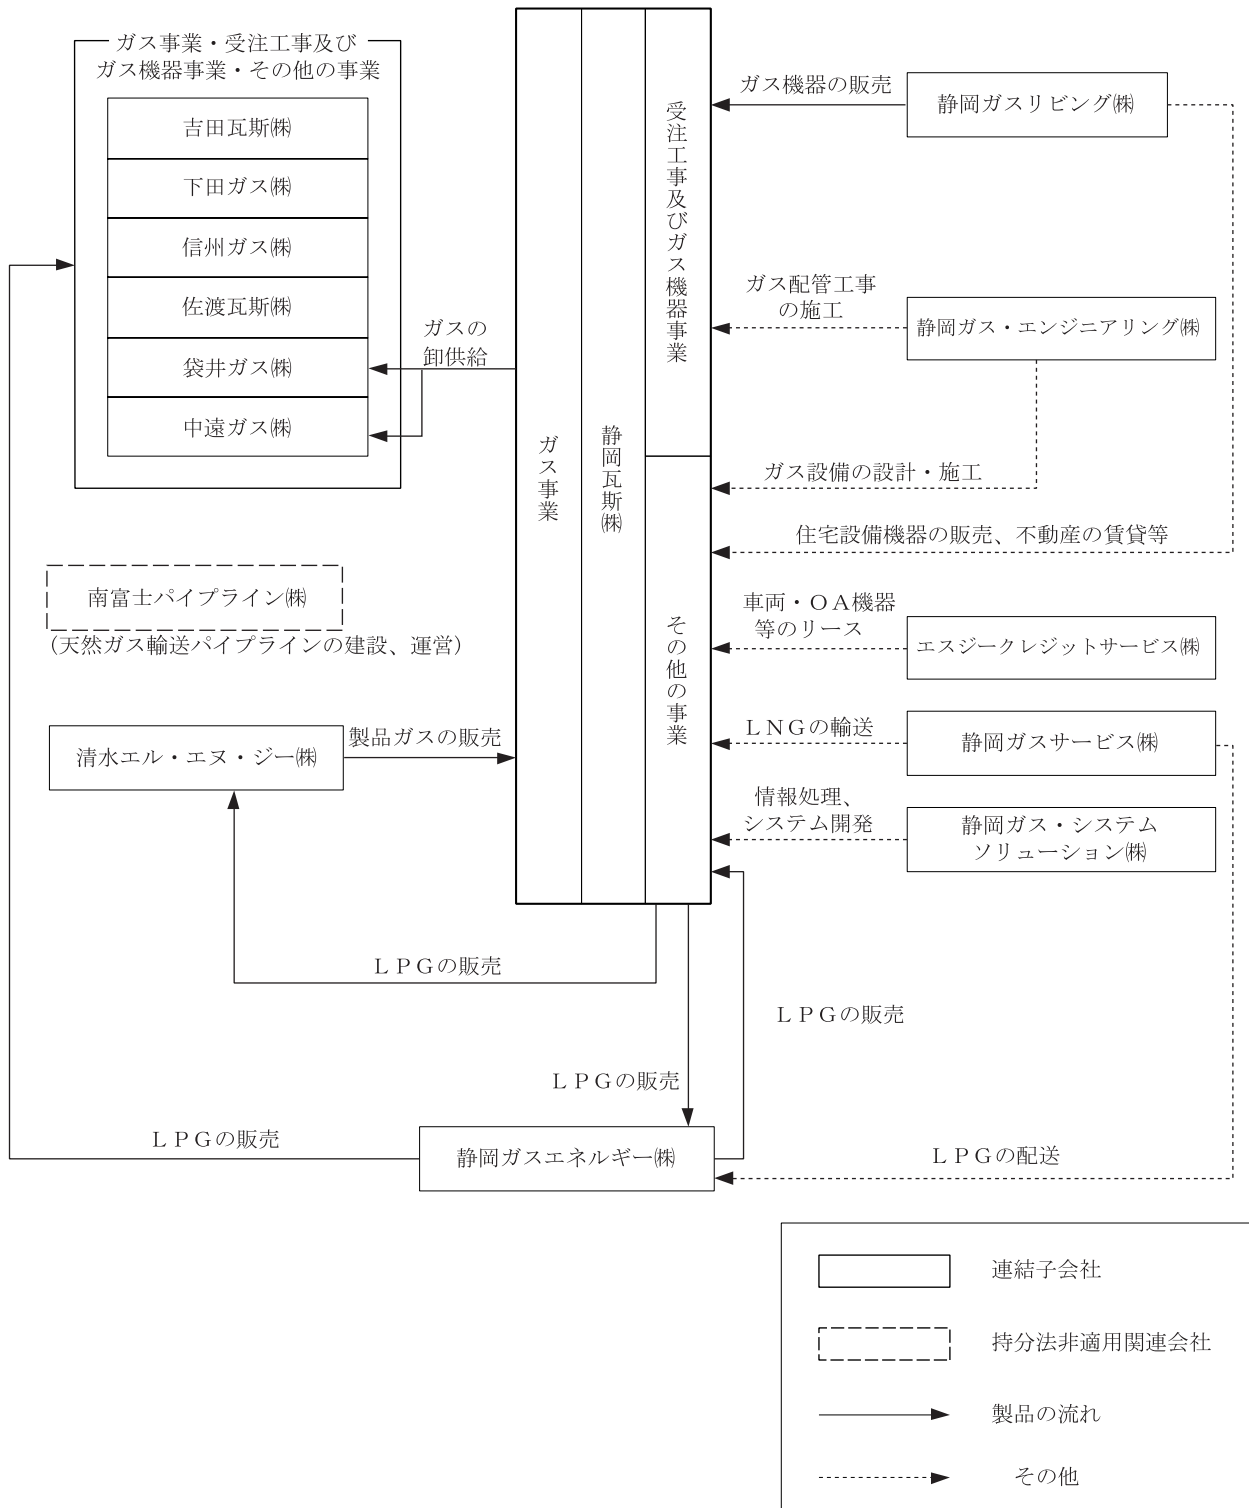 ガス事業・受注工事及び
ガス機器事業・その他の事業
吉田瓦斯㈱
下田ガス㈱
信州ガス㈱
佐渡瓦斯㈱
袋井ガス㈱
中遠ガス㈱
ガスの
卸供給
南富士パイプライン㈱
(天然ガス輸送パイプラインの建設、運営)
清水エル・エヌ・ジー㈱
製品ガスの販売
ガス事業
静岡瓦斯㈱
受注工事及びガス機器事業
その他の事業
ガス機器の販売
静岡ガスリビング㈱
ガス配管工事
の施工
静岡ガス・エンジニアリング㈱
ガス設備の設計・施工
住宅設備機器の販売、不動産の賃貸等
車両・ＯＡ機器
等のリース
エスジークレジットサービス㈱
ＬＮＧの輸送
静岡ガスサービス㈱
情報処理、
システム開発
静岡ガス・システム
ソリューション㈱
ＬＰＧの販売
ＬＰＧの販売
ＬＰＧの販売
ＬＰＧの販売
静岡ガスエネルギー㈱
ＬＰＧの配送
連結子会社
持分法非適用関連会社
製品の流れ
その他